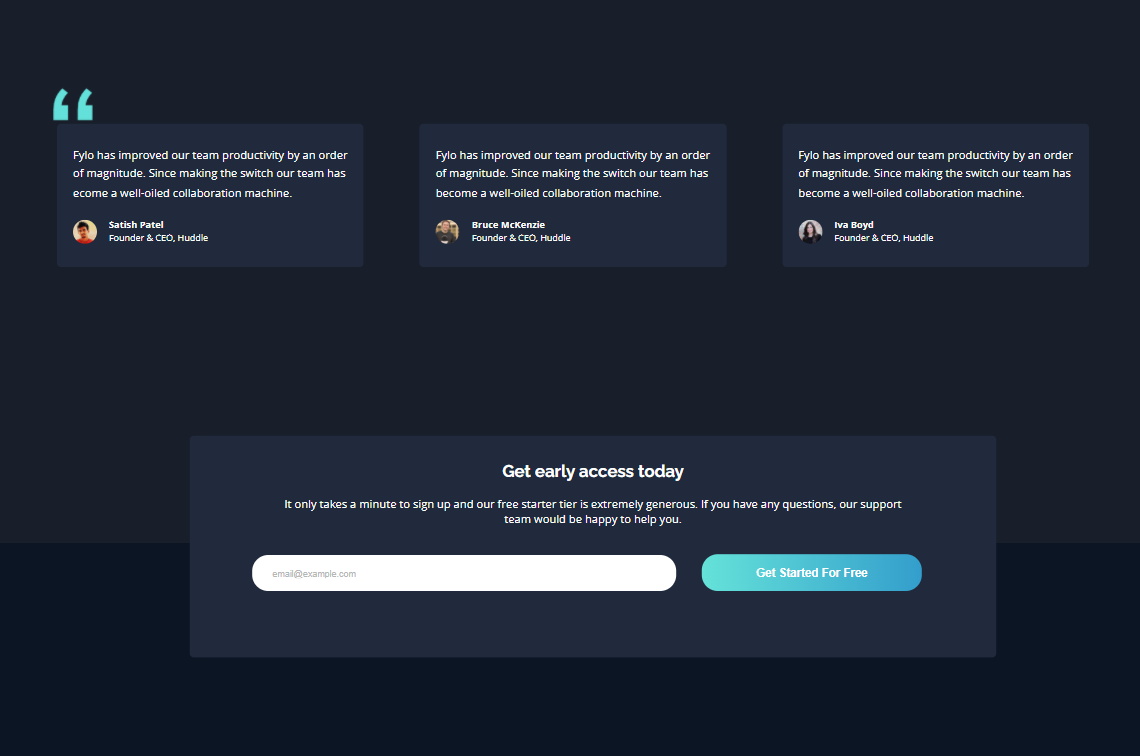 “
Fylo has improved our team productivity by an order
of magnitude. Since making the switch our team has
ecome a well-oiled collaboration machine.
Satish Patel
Founder & CEO, Huddle
Fylo has improved our team productivity by an order
of magnitude. Since making the switch our team has
become a well-oiled collaboration machine.
Bruce McKenzie
Founder & CEO, Huddle
Fylo has improved our team productivity by an order
of magnitude. Since making the switch our team has
become a well-oiled collaboration machine.
Iva Boyd
Founder & CEO, Huddle
Get early access today
It only takes a minute to sign up and our free starter tier is extremely generous. If you have any questions, our support
team would be happy to help you.
email@example.com
Get Started For Free